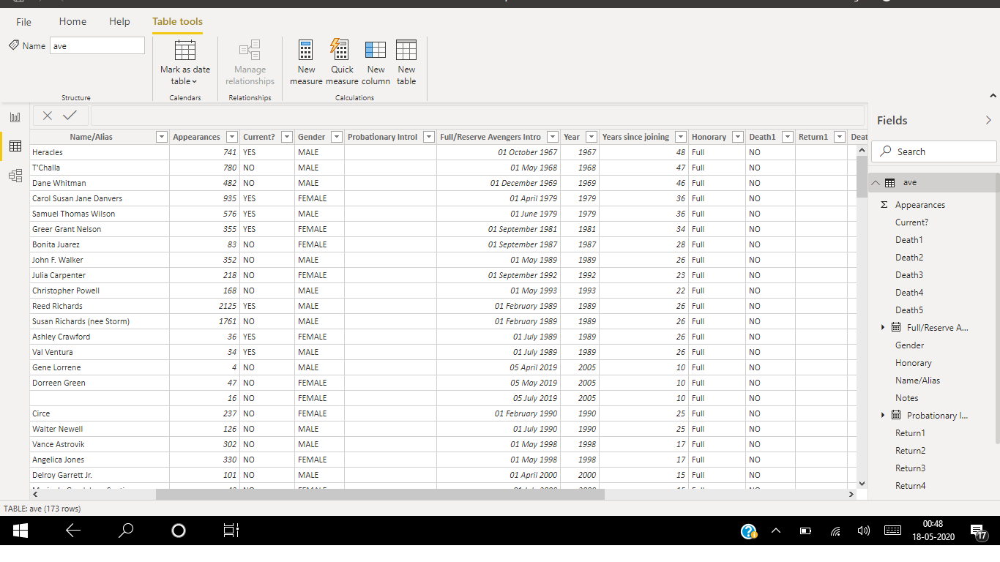 File Home Help Table tools
Name ave
Mark as date table
Manage relationships
New measure
Quick measure
New column
New table
Structure Calendars Relationships Calculations
Fields
Search
Name/Alias Appearances Current? Gender Probationary Introl Full/Reserve Avengers Intro Year Years since joining Honorary Death1 Return1 Deat
Heracles 741 YES MALE 01 October 1967 1967 48 Full NO
T'Challa 780 NO MALE 01 May 1968 1968 47 Full NO
Dane Whitman 482 NO MALE 01 December 1969 1969 46 Full NO
Carol Susan Jane Danvers 935 YES FEMALE 01 April 1979 1979 36 Full NO
Samuel Thomas Wilson 576 YES MALE 01 June 1979 1979 36 Full NO
Greer Grant Nelson 355 YES FEMALE 01 September 1981 1981 34 Full NO
Bonita Juarez 83 NO FEMALE 01 September 1987 1987 28 Full NO
John F. Walker 352 NO MALE 01 May 1989 1989 26 Full NO
Julia Carpenter 218 NO FEMALE 01 September 1992 1992 23 Full NO
Christopher Powell 168 NO MALE 01 May 1993 1993 22 Full NO
Reed Richards 2125 YES MALE 01 February 1989 1989 26 Full NO
Susan Richards (nee Storm) 1761 NO MALE 01 February 1989 1989 26 Full NO
Ashley Crawford 36 YES FEMALE 01 July 1989 1989 26 Full NO
Val Ventura 34 YES MALE 01 July 1989 1989 26 Full NO
Gene Lorrene 4 NO MALE 05 April 2019 2005 10 Full NO
Dorreen Green 47 NO FEMALE 05 May 2019 2005 10 Full NO
16 NO FEMALE 05 July 2019 2005 10 Full NO
Circe 237 NO FEMALE 01 February 1990 1990 25 Full NO
Walter Newell 126 NO MALE 01 July 1990 1990 25 Full NO
Vance Astrovik 302 NO MALE 01 May 1998 1998 17 Full NO
Angelica Jones 330 NO FEMALE 01 May 1998 1998 17 Full NO
Delroy Garrett Jr. 101 NO MALE 01 April 2000 2000 15 Full NO
ave
Σ Appearances
Current?
Death1
Death2
Death3
Death4
Death5
Full/Reserve A...
Gender
Honorary
Name/Alias
Notes
Probationary I...
Return1
Return2
Return3
Return4
TABLE: ave (173 rows)
00:48
18-05-2020
17